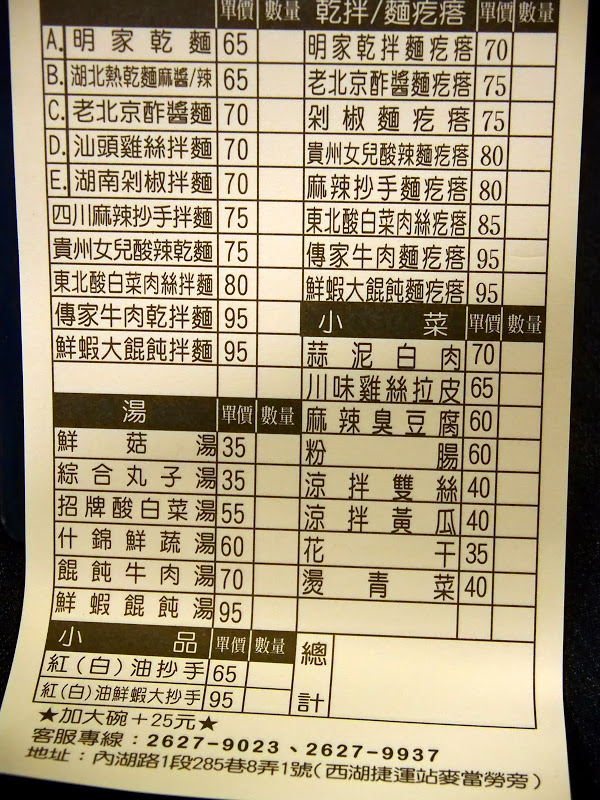 單價 數量
A. 明家乾麵 65
B. 湖北熱乾麵麻醬/辣 65
C. 老北京酢醬麵 70
D. 汕頭雞絲拌麵 70
E. 湖南剁椒拌麵 70
四川麻辣抄手拌麵 75
貴州女兒酸辣乾麵 75
東北酸白菜肉絲拌麵 80
傳家牛肉乾麵 95
鮮蝦大餛飩拌麵 95
湯 單價 數量
鮮菇湯 35
綜合丸子湯 35
招牌酸白菜湯 55
什錦鮮蔬湯 60
餛飩牛肉湯 70
鮮蝦餛飩湯 95
小品 單價 數量
紅(白)油抄手 65
紅(白)油鮮蝦大抄手 95
乾拌/麵疙瘩 單價 數量
明家乾拌麵疙瘩 70
老北京酢醬麵疙瘩 75
剁椒麵疙瘩 75
貴州女兒酸辣麵疙瘩 80
麻辣抄手麵疙瘩 80
東北酸白菜肉絲疙瘩 85
傳家牛肉麵疙瘩 95
鮮蝦大餛飩麵疙瘩 95
小菜 單價 數量
蒜泥白肉 70
川味雞絲拉皮 65
麻辣臭豆腐 60
粉腸 60
涼拌雙絲 40
涼拌黃瓜 40
花干 35
燙青菜 40
總計
★加大碗＋25元★
客服專線：2627-9023、2627-9937
地址：內湖路1段285巷8弄1號(西湖捷運站麥當勞旁)